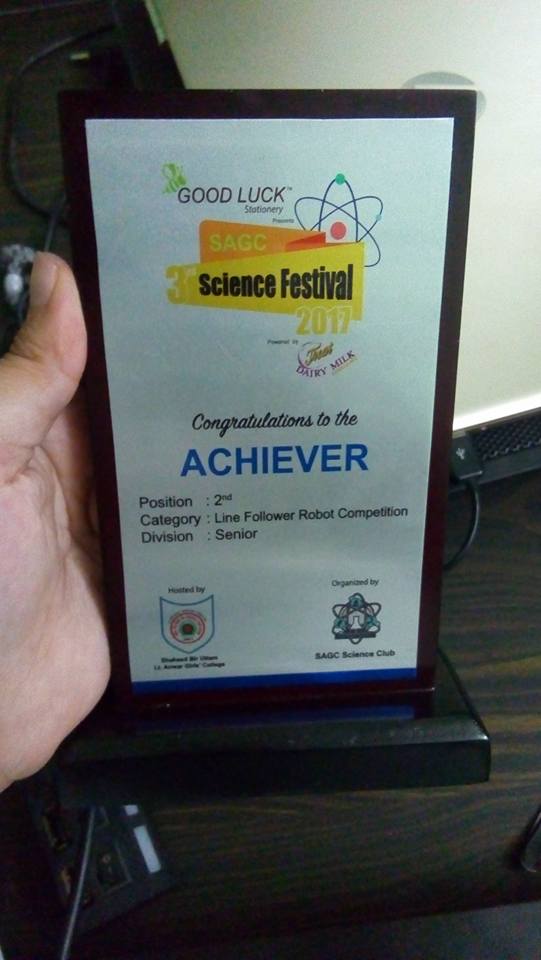 GOOD LUCK™
Stationery
Presents
SAGC
3rd Science Festival
2017
Powered by
Treat
DAIRY MILK
Congratulations to the
ACHIEVER
Position : 2nd
Category : Line Follower Robot Competition
Division : Senior
Hosted by
Shaheed Bir Uttam
Lt. Anwar Girls' College
Organized by
SAGC Science Club